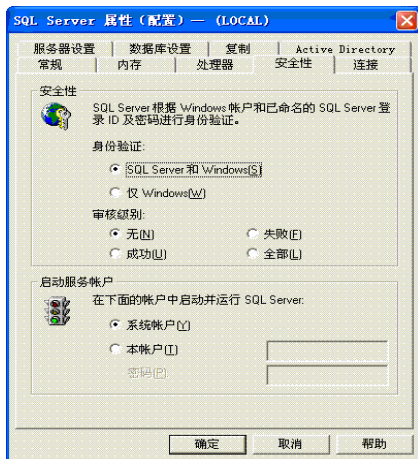 SQL Server 属性（配置）— (LOCAL)
服务器设置 数据库设置 复制 Active Directory
常规 内存 处理器 安全性 连接
安全性
SQL Server 根据 Windows 帐户和已命名的 SQL Server 登
录 ID 及密码进行身份验证。
身份验证:
SQL Server 和 Windows(S)
仅 Windows(W)
审核级别:
无(N) 失败(F)
成功(U) 全部(L)
启动服务帐户
在下面的帐户中启动并运行 SQL Server:
系统帐户(Y)
本帐户(T)
密码(P)
确定 取消 帮助